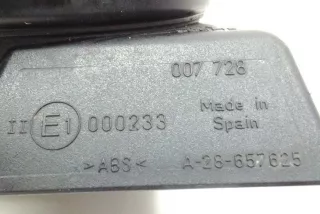 007 728
II E1 000233
Made in
Spain
>ABS<
A-28-657625